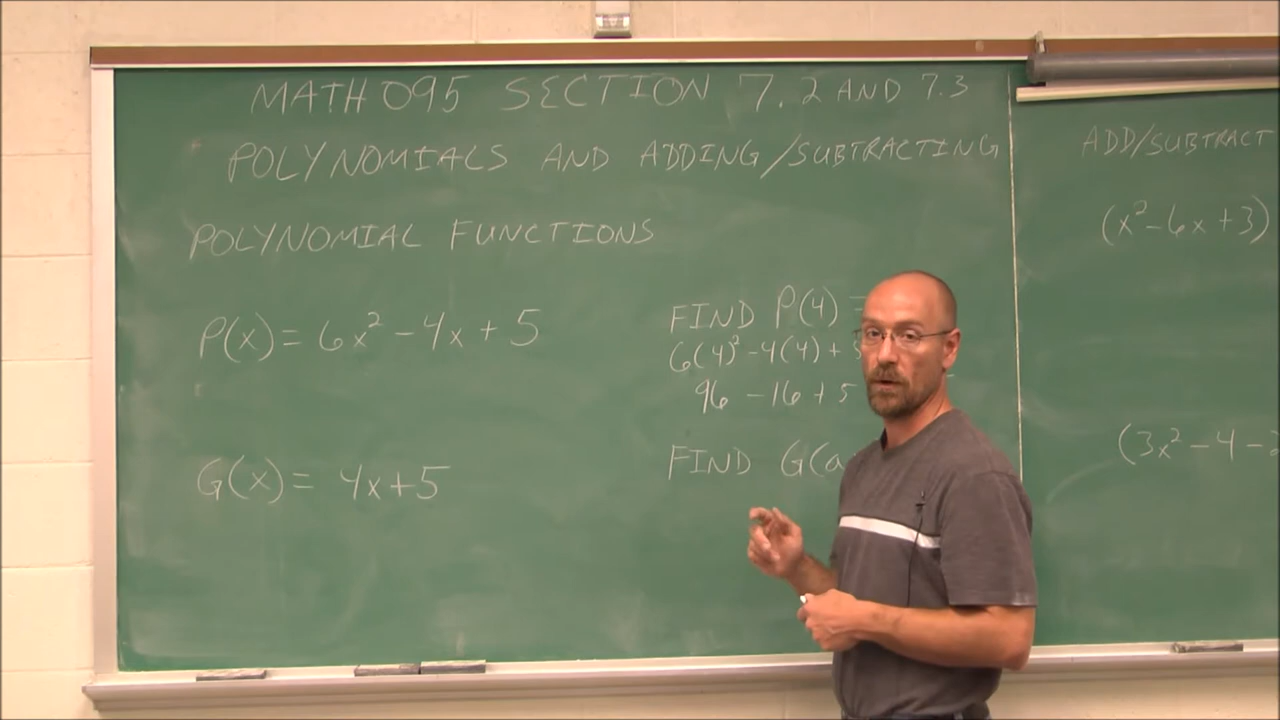 MATH 095 SECTION 7.2 AND 7.3
POLYNOMIALS AND ADDING/SUBTRACTING
POLYNOMIAL FUNCTIONS
P(x) = 6x² - 4x + 5
G(x) = 4x+5
FIND P(4) =
6(4)² - 4(4) +
96 - 16 + 5
FIND G(a
ADD/SUBTRACT
(x² - 6x + 3)
(3x² - 4 -